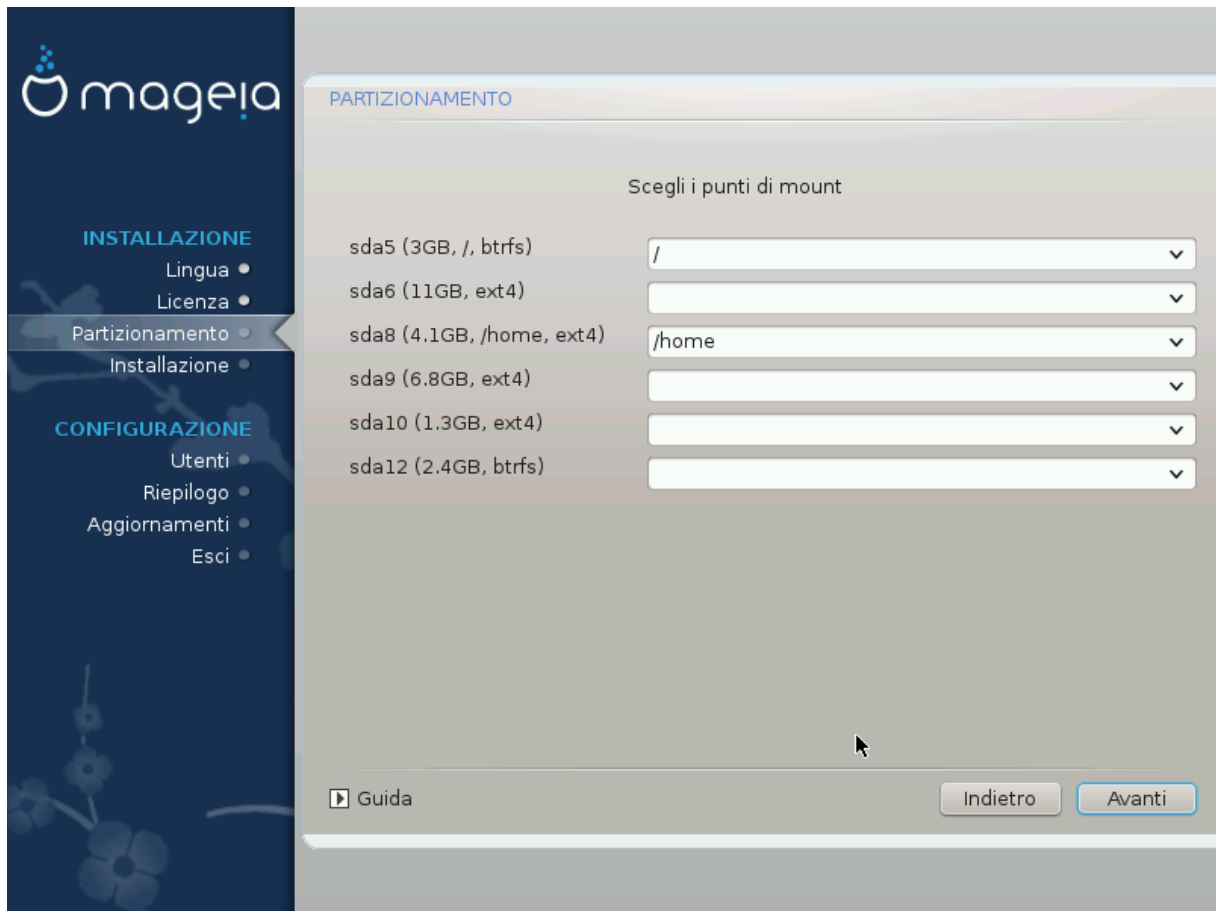 mageia
INSTALLAZIONE
Lingua
Licenza
Partizionamento
Installazione
CONFIGURAZIONE
Utenti
Riepilogo
Aggiornamenti
Esci
PARTIZIONAMENTO
Scegli i punti di mount
sda5 (3GB, /, btrfs) /
sda6 (11GB, ext4)
sda8 (4.1GB, /home, ext4) /home
sda9 (6.8GB, ext4)
sda10 (1.3GB, ext4)
sda12 (2.4GB, btrfs)
Guida Indietro Avanti